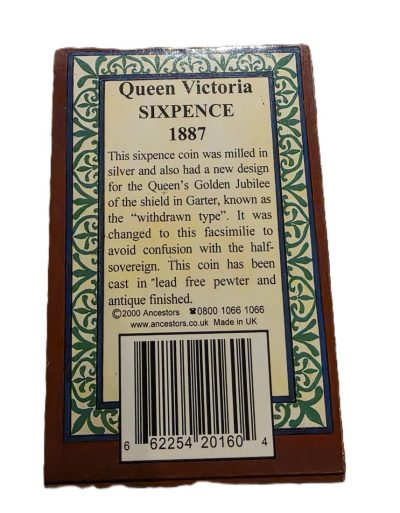 Queen Victoria
SIXPENCE
1887
This sixpence coin was milled in
silver and also had a new design
for the Queen's Golden Jubilee
of the shield in Garter, known as
the "withdrawn type". It was
changed to this facsimilie to
avoid confusion with the half-
sovereign. This coin has been
cast in lead free pewter and
antique finished.
©2000 Ancestors ☎0800 1066 1066
www.ancestors.co.uk Made in UK
6 62254 20160 4